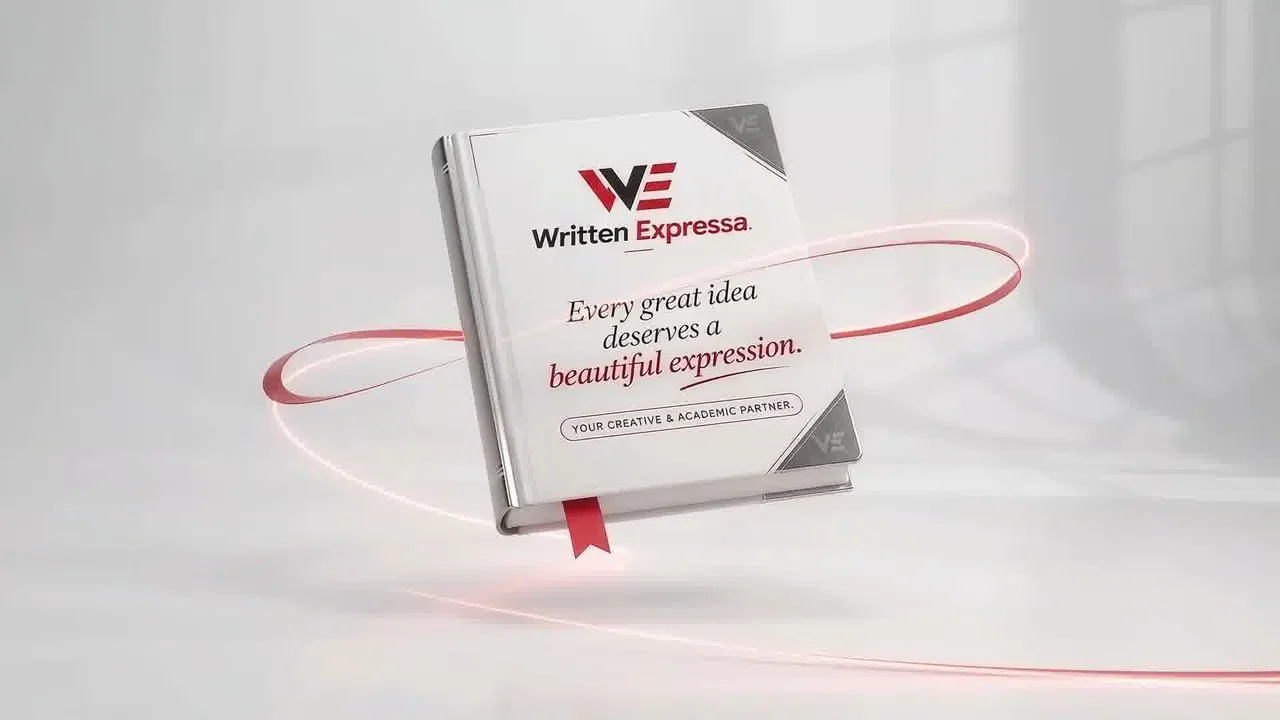 WE
WE
Written Expressa.
Every great idea
deserves a
beautiful expression.
YOUR CREATIVE & ACADEMIC PARTNER.
WE